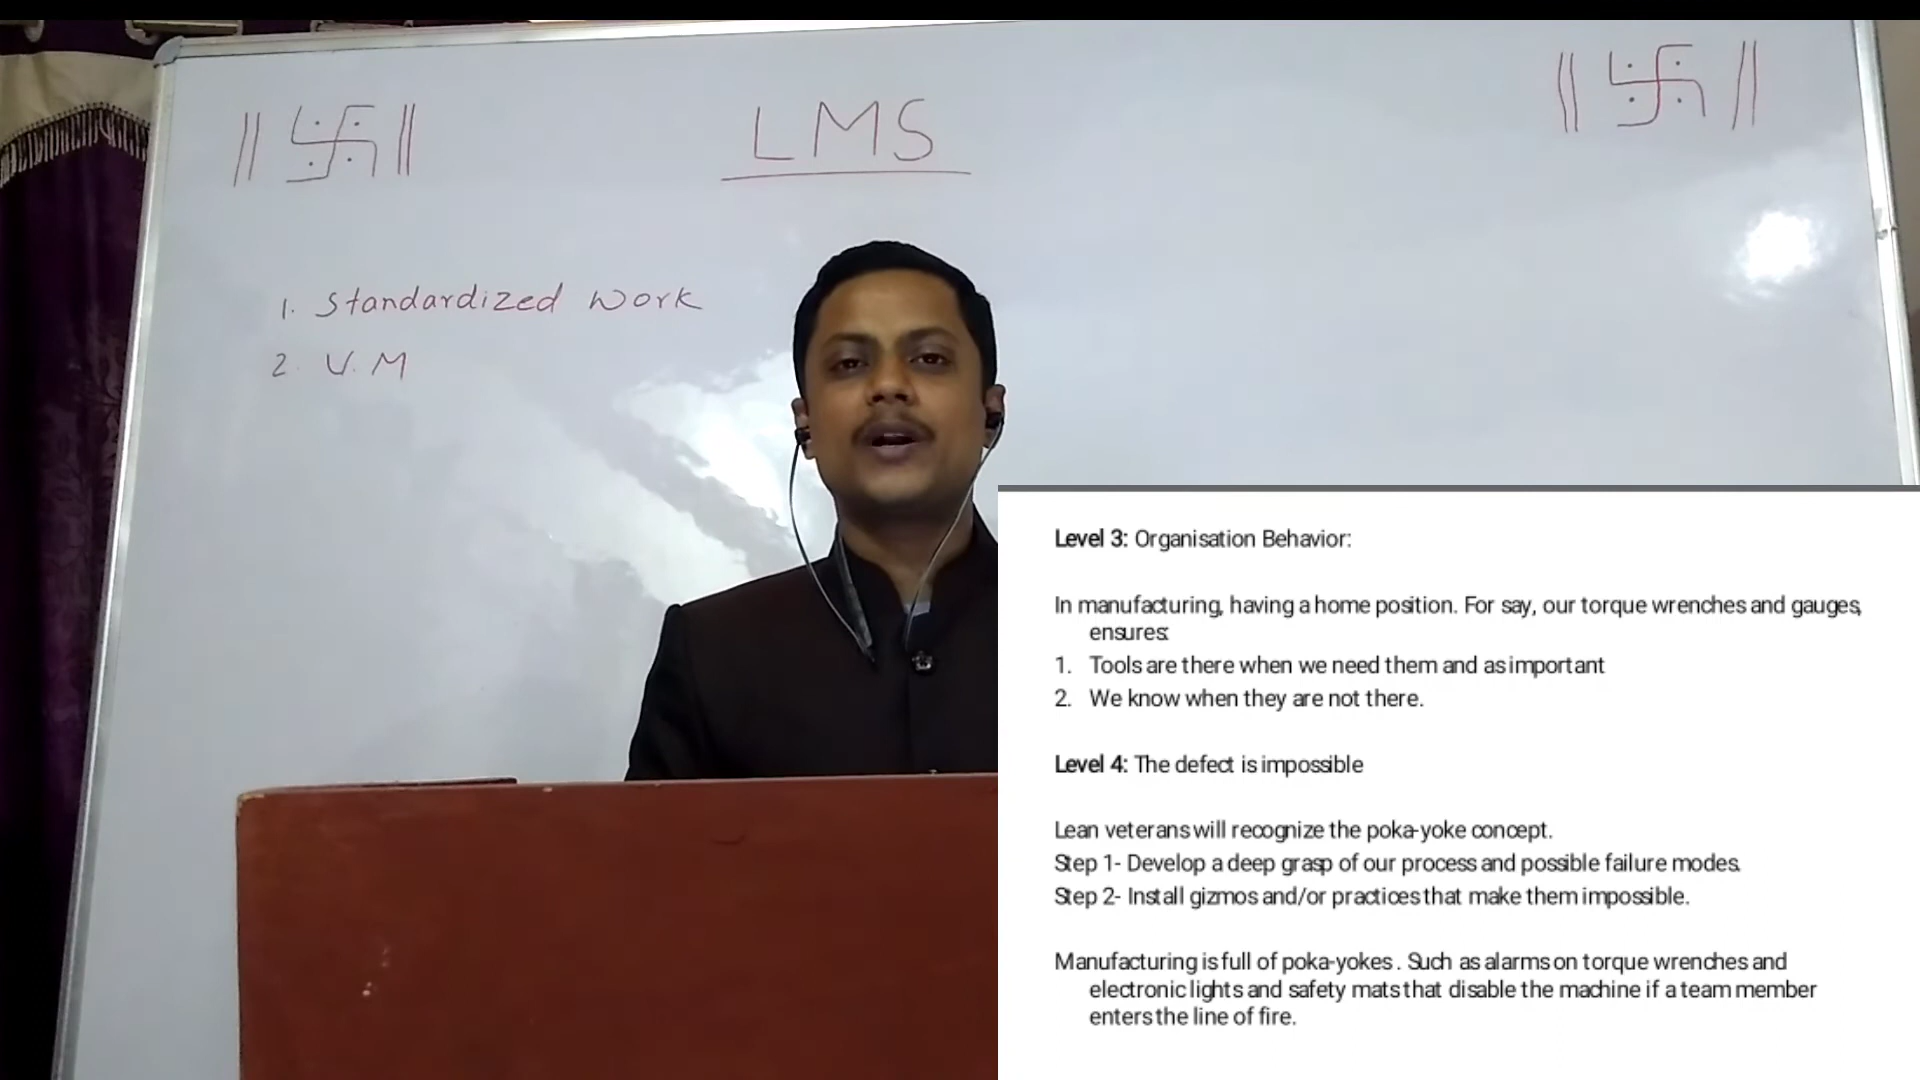 LMS
1. Standardized Work
2. V.M
Level 3: Organisation Behavior:
In manufacturing, having a home position. For say, our torque wrenches and gauges,
ensures:
1. Tools are there when we need them and as important
2. We know when they are not there.
Level 4: The defect is impossible
Lean veterans will recognize the poka-yoke concept.
Step 1- Develop a deep grasp of our process and possible failure modes.
Step 2- Install gizmos and/or practices that make them impossible.
Manufacturing is full of poka-yokes . Such as alarms on torque wrenches and
electronic lights and safety mats that disable the machine if a team member
enters the line of fire.